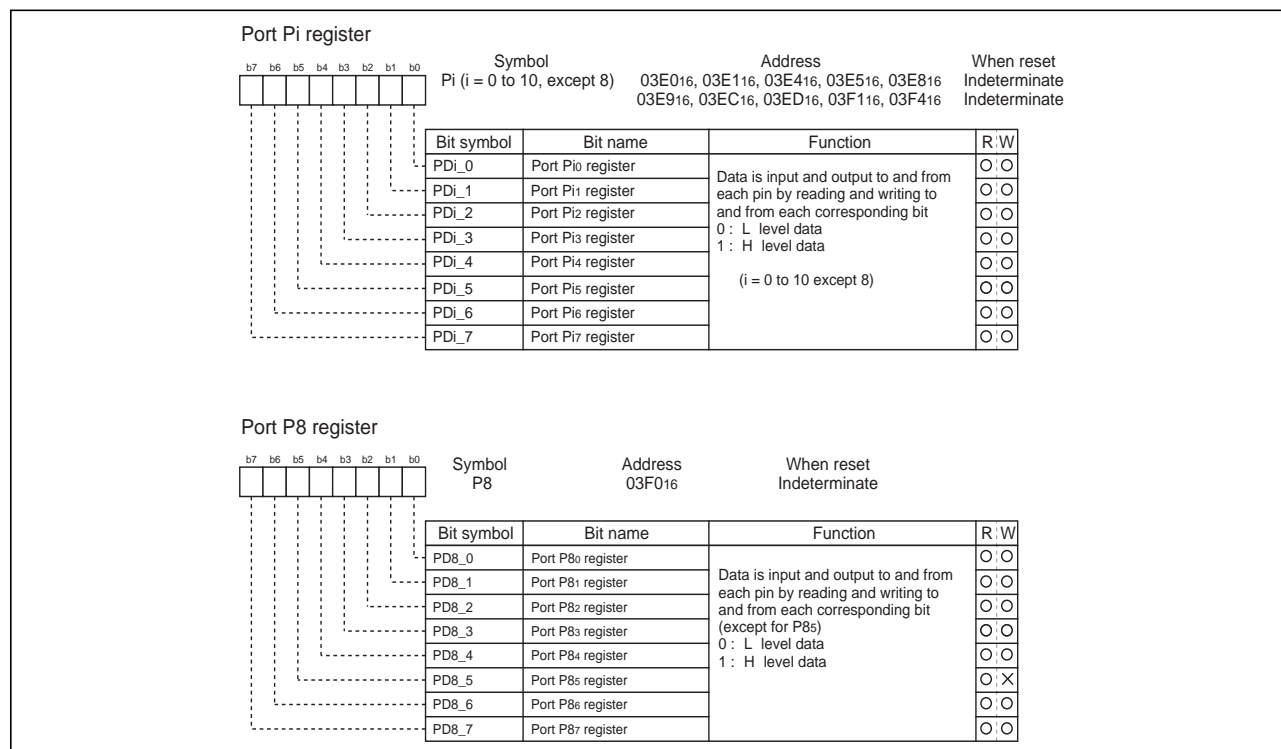 Port Pi register
b7 b6 b5 b4 b3 b2 b1 b0
Symbol Address When reset
Pi (i = 0 to 10, except 8) 03E016, 03E116, 03E416, 03E516, 03E816 Indeterminate
03E916, 03EC16, 03ED16, 03F116, 03F416 Indeterminate
Bit symbol Bit name Function R W
PDi_0 Port Pi0 register
PDi_1 Port Pi1 register
PDi_2 Port Pi2 register
PDi_3 Port Pi3 register
PDi_4 Port Pi4 register
PDi_5 Port Pi5 register
PDi_6 Port Pi6 register
PDi_7 Port Pi7 register
Data is input and output to and from
each pin by reading and writing to
and from each corresponding bit
0 : L level data
1 : H level data
(i = 0 to 10 except 8)
Port P8 register
b7 b6 b5 b4 b3 b2 b1 b0
Symbol Address When reset
P8 03F016 Indeterminate
Bit symbol Bit name Function R W
PD8_0 Port P80 register
PD8_1 Port P81 register
PD8_2 Port P82 register
PD8_3 Port P83 register
PD8_4 Port P84 register
PD8_5 Port P85 register
PD8_6 Port P86 register
PD8_7 Port P87 register
Data is input and output to and from
each pin by reading and writing to
and from each corresponding bit
(except for P85)
0 : L level data
1 : H level data